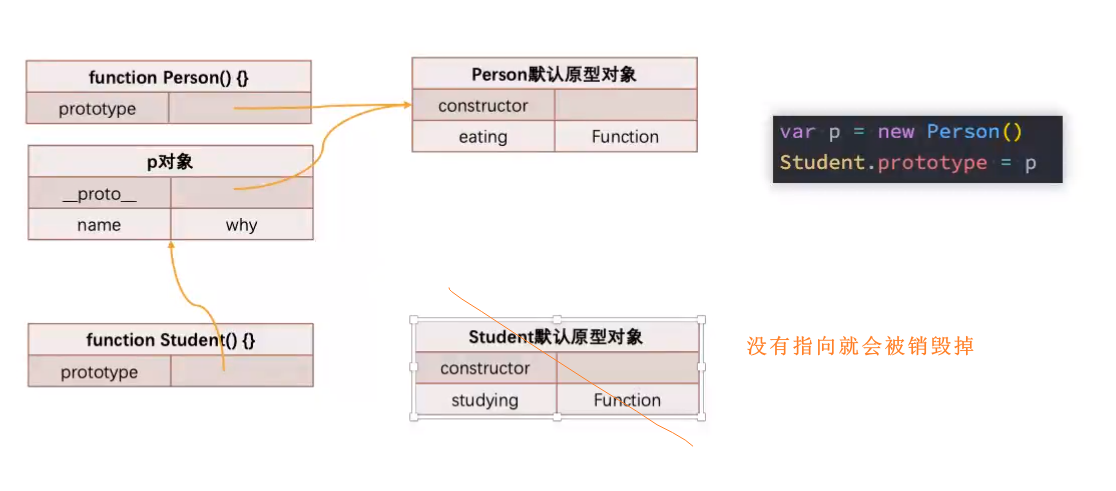 function Person() {}
prototype
p对象
__proto__
name why
function Student() {}
prototype
Person默认原型对象
constructor
eating Function
Student默认原型对象
constructor
studying Function
var p = new Person()
Student.prototype = p
没有指向就会被销毁掉